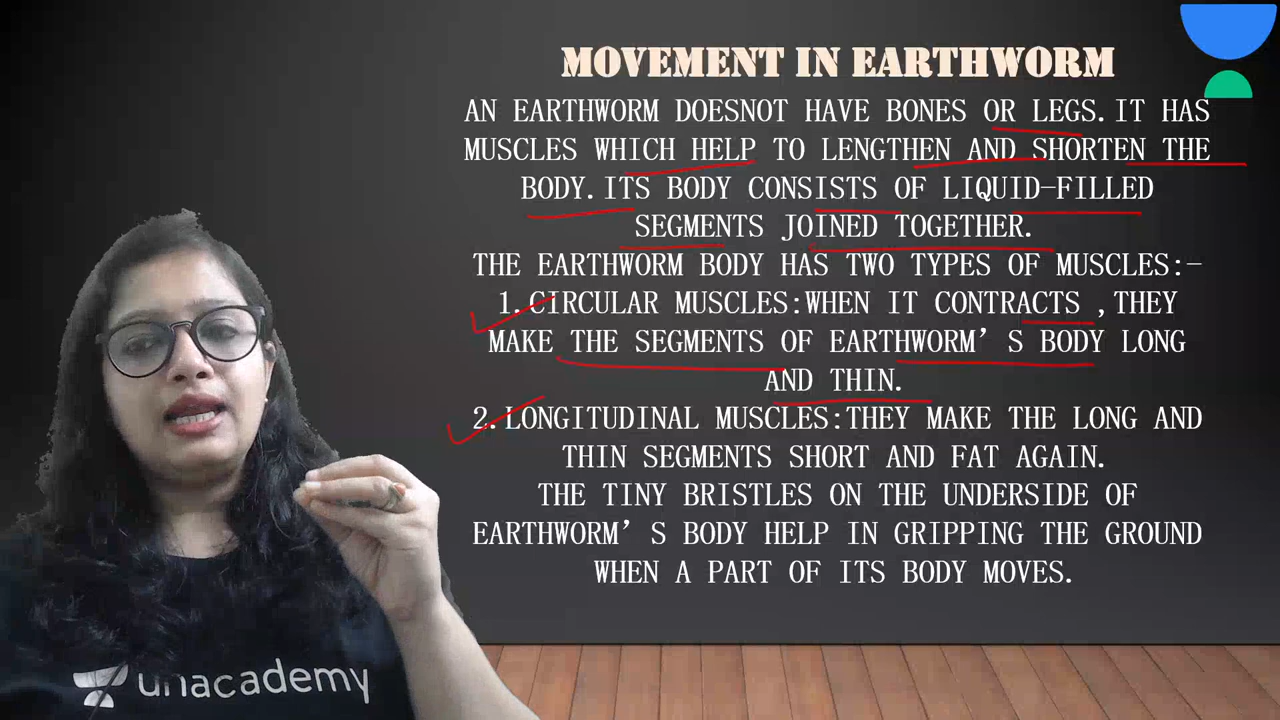 MOVEMENT IN EARTHWORM
AN EARTHWORM DOESNOT HAVE BONES OR LEGS.IT HAS
MUSCLES WHICH HELP TO LENGTHEN AND SHORTEN THE
BODY.ITS BODY CONSISTS OF LIQUID-FILLED
SEGMENTS JOINED TOGETHER.
THE EARTHWORM BODY HAS TWO TYPES OF MUSCLES:-
1.CIRCULAR MUSCLES:WHEN IT CONTRACTS ,THEY
MAKE THE SEGMENTS OF EARTHWORM’S BODY LONG
AND THIN.
2.LONGITUDINAL MUSCLES:THEY MAKE THE LONG AND
THIN SEGMENTS SHORT AND FAT AGAIN.
THE TINY BRISTLES ON THE UNDERSIDE OF
EARTHWORM’S BODY HELP IN GRIPPING THE GROUND
WHEN A PART OF ITS BODY MOVES.
unacademy